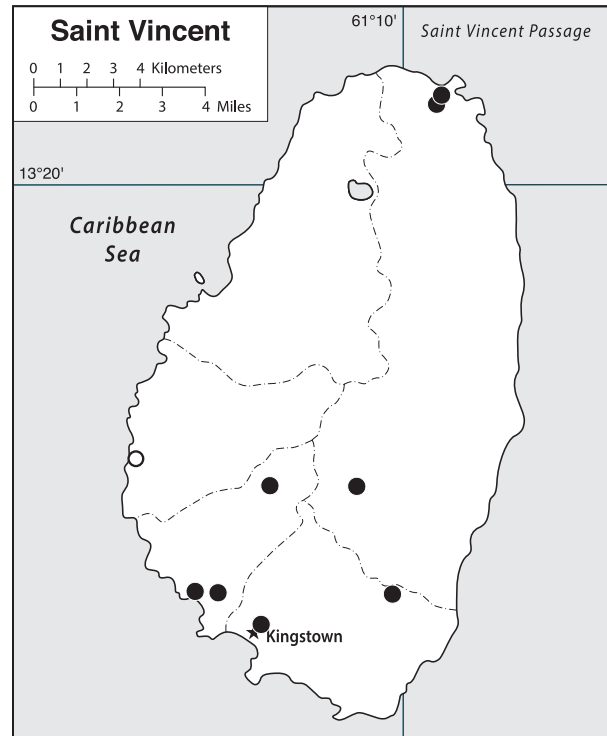 Saint Vincent
0 1 2 3 4 Kilometers
0 1 2 3 4 Miles
61°10'
Saint Vincent Passage
13°20'
Caribbean
Sea
Kingstown